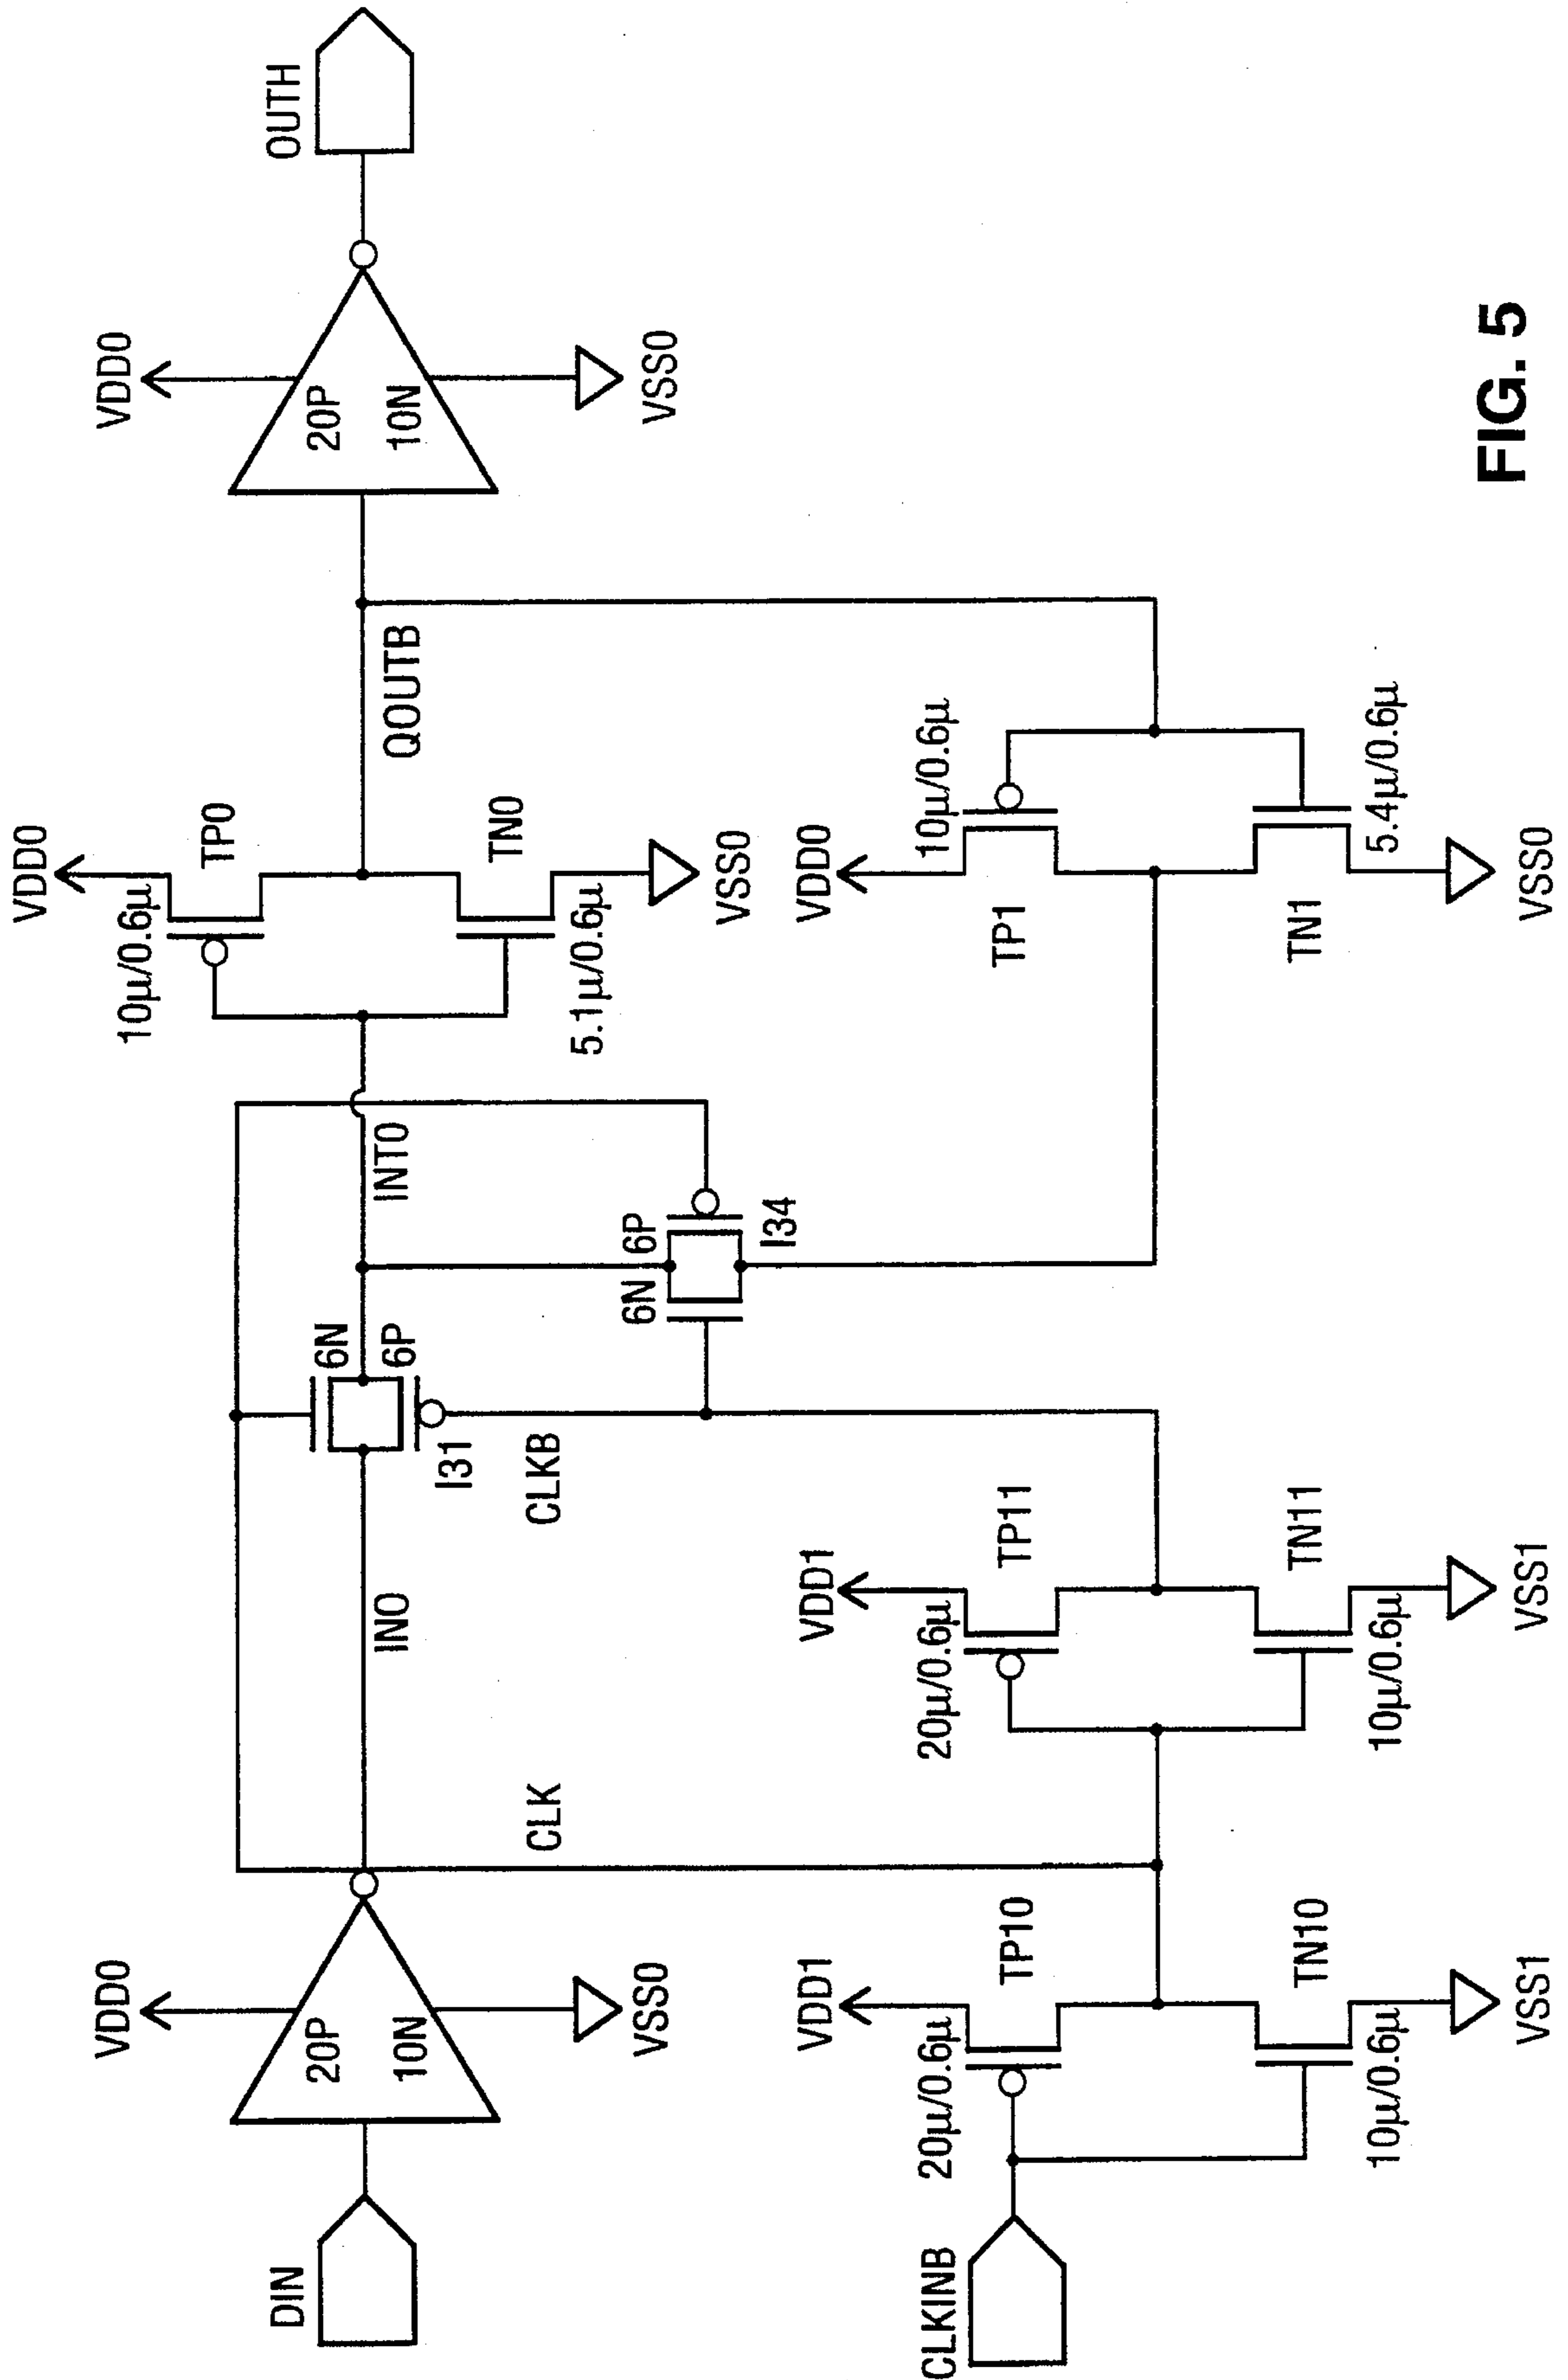 DIN
VDD0
20P
10N
VSS0
IN0
CLK
6N
6P
I31
CLKB
INT0
6N
6P
I34
VDD0
10μ/0.6μ
TP0
TN0
5.1μ/0.6μ
VSS0
QOUTB
VDD0
20P
10N
VSS0
OUTH
CLKINB
VDD1
20μ/0.6μ
TP10
TN10
10μ/0.6μ
VSS1
VDD1
20μ/0.6μ
TP11
TN11
10μ/0.6μ
VSS1
VDD0
10μ/0.6μ
TP1
TN1
5.4μ/0.6μ
VSS0
FIG. 5